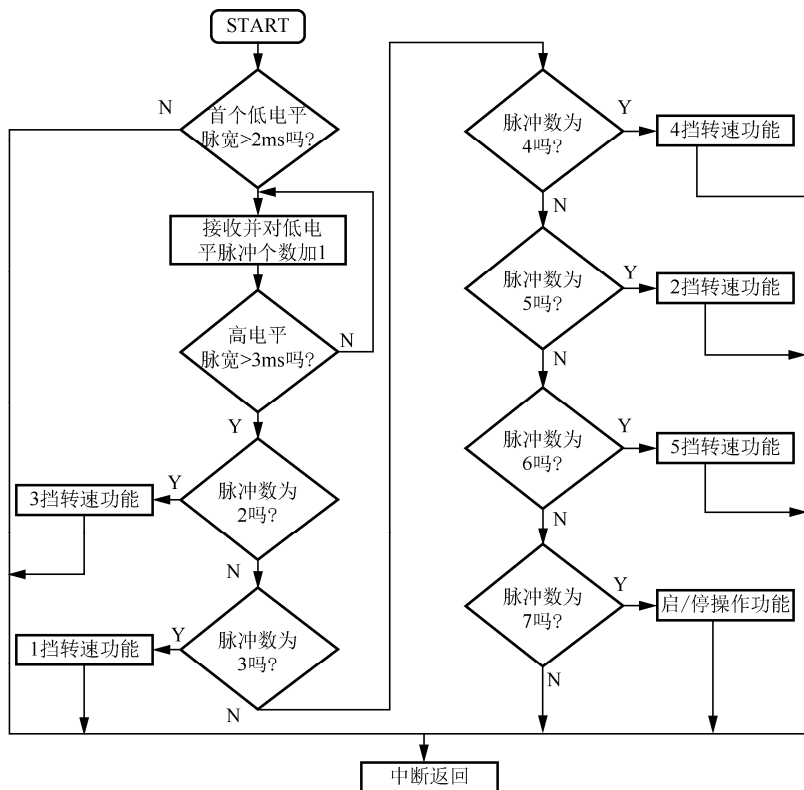 START
N
首个低电平
脉宽>2ms吗?
接收并对低电
平脉冲个数加1
高电平
脉宽>3ms吗?
N
Y
脉冲数为
2吗?
Y
3挡转速功能
N
脉冲数为
3吗?
Y
1挡转速功能
N
脉冲数为
4吗?
Y
4挡转速功能
N
脉冲数为
5吗?
Y
2挡转速功能
N
脉冲数为
6吗?
Y
5挡转速功能
N
脉冲数为
7吗?
Y
启/停操作功能
N
中断返回